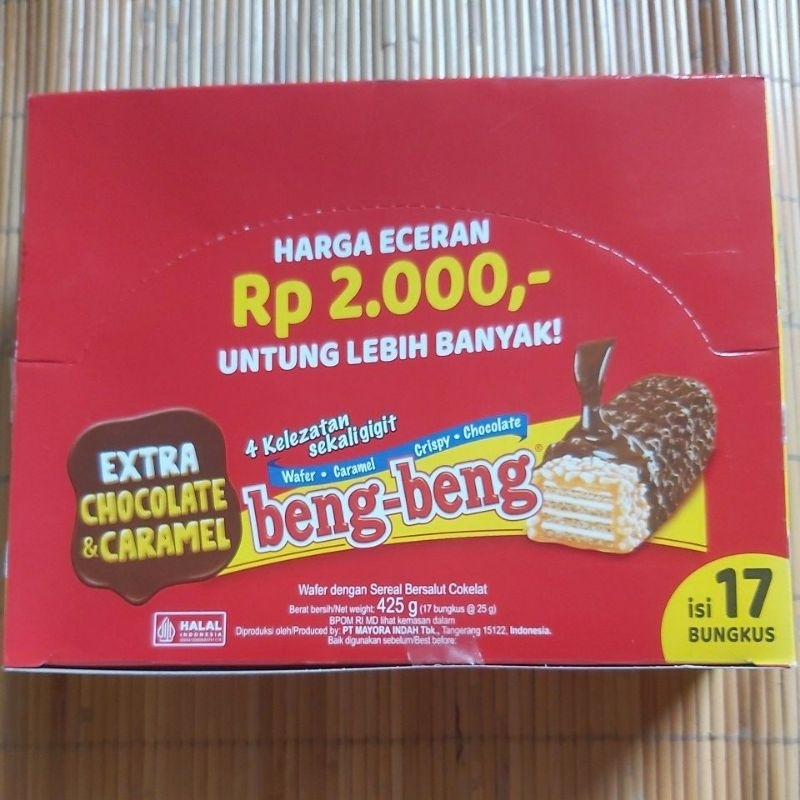 HARGA ECERAN
Rp 2.000,-
UNTUNG LEBIH BANYAK!
EXTRA
CHOCOLATE
& CARAMEL
4 Kelezatan
sekali gigit
Wafer • Caramel Crispy • Chocolate
beng-beng®
Wafer dengan Sereal Bersalut Cokelat
Berat bersih/Net weight: 425 g (17 bungkus @ 25 g)
BPOM RI MD lihat kemasan dalam
Diproduksi oleh/Produced by: PT MAYORA INDAH Tbk., Tangerang 15122, Indonesia.
Baik digunakan sebelum/Best before:
HALAL
INDONESIA
isi 17
BUNGKUS